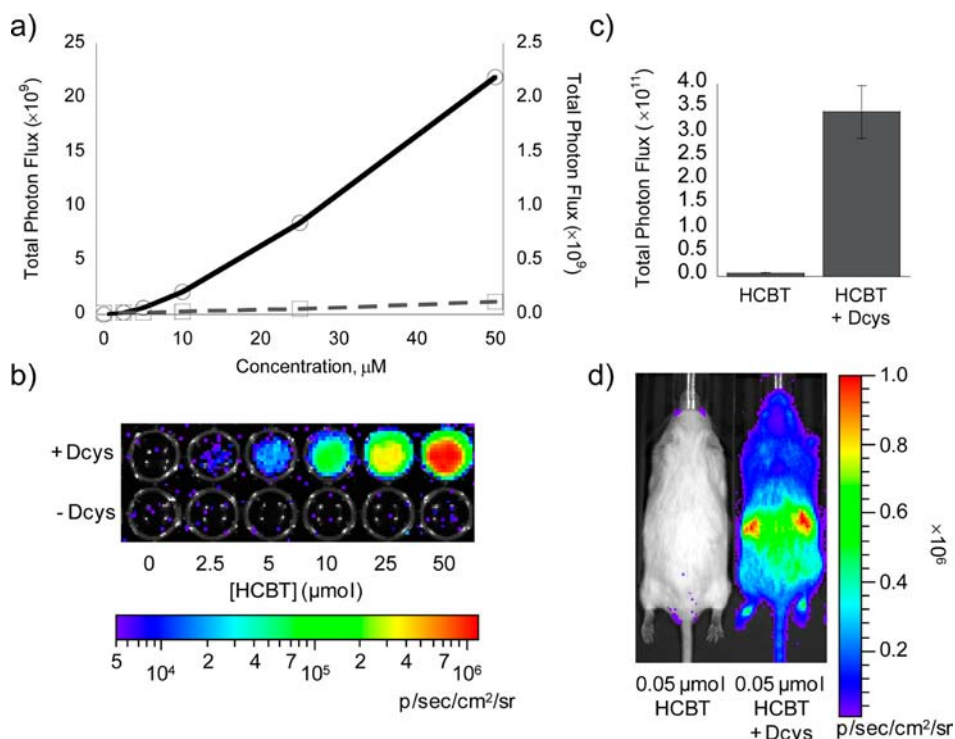 a)
25
20
15
10
5
0
Total Photon Flux (×10⁹)
2.5
2.0
1.5
1.0
0.5
0.0
Total Photon Flux (×10⁹)
0 10 20 30 40 50
Concentration, μM
b)
+ Dcys
- Dcys
0 2.5 5 10 25 50
[HCBT] (μmol)
5 10⁴ 2 4 7 10⁵ 2 4 7 10⁶
p/sec/cm²/sr
c)
4.0
3.5
3.0
2.5
2.0
1.5
1.0
0.5
0.0
Total Photon Flux (×10¹¹)
HCBT HCBT
+ Dcys
d)
1.0
0.8
0.6
0.4
0.2
×10⁶
0.05 μmol 0.05 μmol
HCBT HCBT
+ Dcys p/sec/cm²/sr